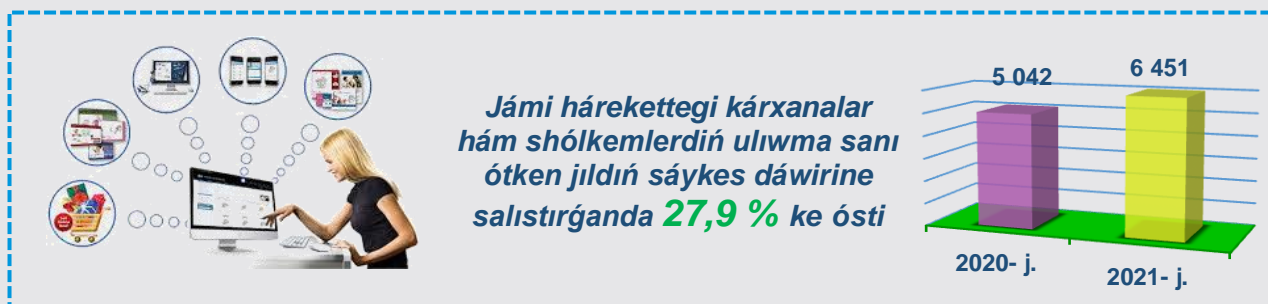 Jámi hárekettegi kárxanalar
hám shólkemlerdiń ulıwma sanı
ótken jıldıń sáykes dáwirine
salıstırǵanda 27,9 % ke ósti
5 042
6 451
2020- j.
2021- j.